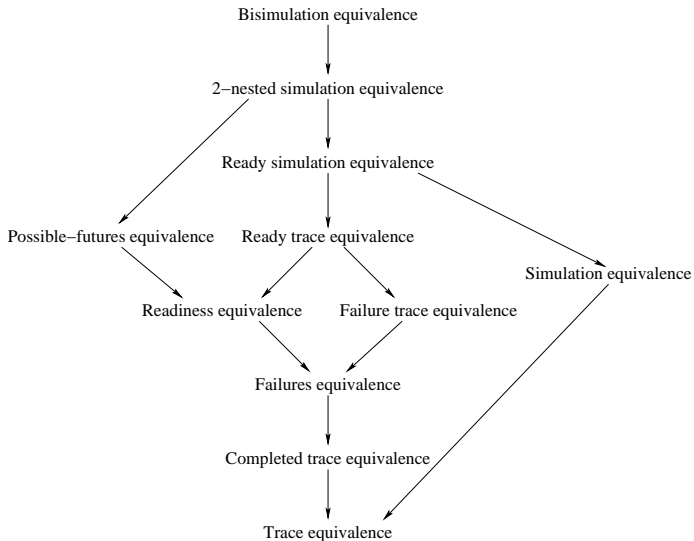 Bisimulation equivalence
2−nested simulation equivalence
Ready simulation equivalence
Possible−futures equivalence
Ready trace equivalence
Simulation equivalence
Readiness equivalence
Failure trace equivalence
Failures equivalence
Completed trace equivalence
Trace equivalence